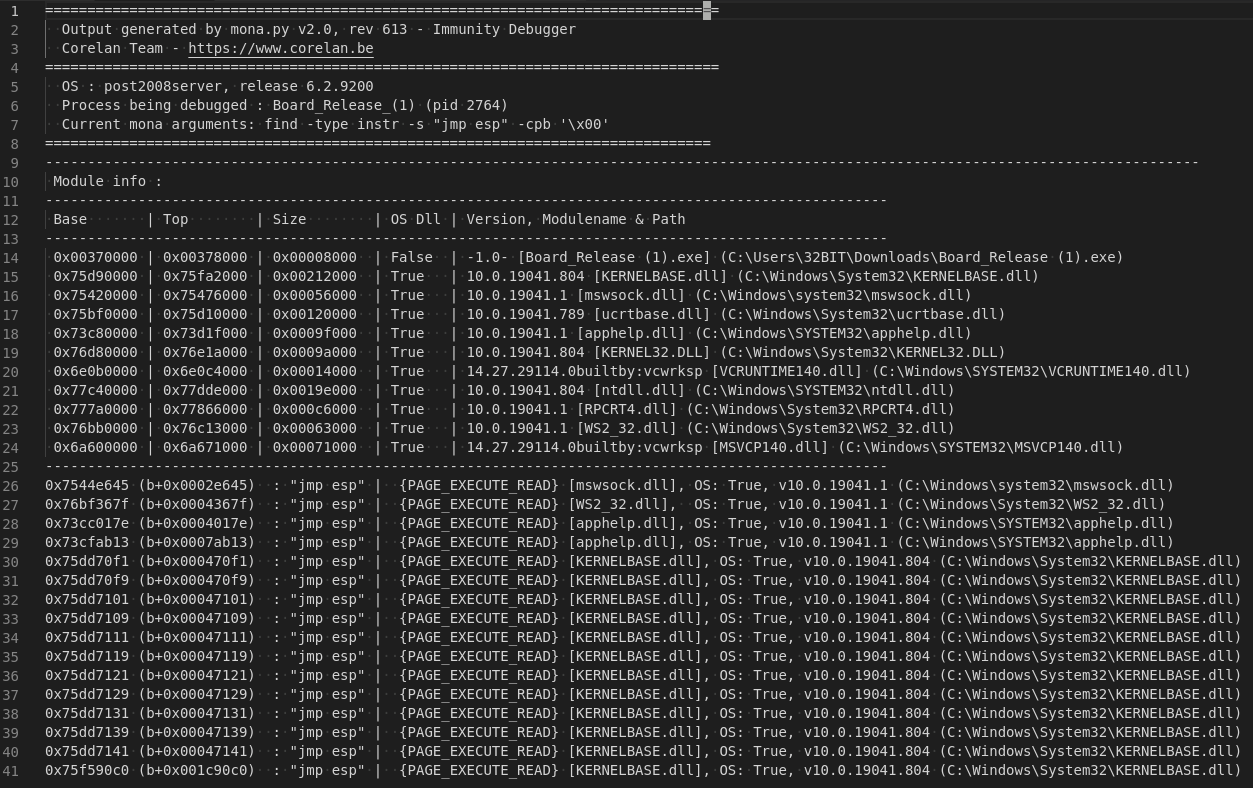 1 ================================================================================
2 Output generated by mona.py v2.0, rev 613 - Immunity Debugger
3 Corelan Team - https://www.corelan.be
4 ================================================================================
5 OS : post2008server, release 6.2.9200
6 Process being debugged : Board_Release_(1) (pid 2764)
7 Current mona arguments: find -type instr -s "jmp esp" -cpb '\x00'
8 ===============================================================================
9 -----------------------------------------------------------------------------------------------------------------------------------------
10 Module info :
11 ----------------------------------------------------------------------------------------------------
12 Base | Top | Size | OS Dll | Version, Modulename & Path
13 ----------------------------------------------------------------------------------------------------
14 0x00370000 | 0x00378000 | 0x00008000 | False | -1.0- [Board_Release (1).exe] (C:\Users\32BIT\Downloads\Board_Release (1).exe)
15 0x75d90000 | 0x75fa2000 | 0x00212000 | True | 10.0.19041.804 [KERNELBASE.dll] (C:\Windows\System32\KERNELBASE.dll)
16 0x75420000 | 0x75476000 | 0x00056000 | True | 10.0.19041.1 [mswsock.dll] (C:\Windows\system32\mswsock.dll)
17 0x75bf0000 | 0x75d10000 | 0x00120000 | True | 10.0.19041.789 [ucrtbase.dll] (C:\Windows\System32\ucrtbase.dll)
18 0x73c80000 | 0x73d1f000 | 0x0009f000 | True | 10.0.19041.1 [apphelp.dll] (C:\Windows\SYSTEM32\apphelp.dll)
19 0x76d80000 | 0x76e1a000 | 0x0009a000 | True | 10.0.19041.804 [KERNEL32.DLL] (C:\Windows\System32\KERNEL32.DLL)
20 0x6e0b0000 | 0x6e0c4000 | 0x00014000 | True | 14.27.29114.0builtby:vcwrksp [VCRUNTIME140.dll] (C:\Windows\SYSTEM32\VCRUNTIME140.dll)
21 0x77c40000 | 0x77dde000 | 0x0019e000 | True | 10.0.19041.804 [ntdll.dll] (C:\Windows\SYSTEM32\ntdll.dll)
22 0x777a0000 | 0x77866000 | 0x000c6000 | True | 10.0.19041.1 [RPCRT4.dll] (C:\Windows\System32\RPCRT4.dll)
23 0x76bb0000 | 0x76c13000 | 0x00063000 | True | 10.0.19041.1 [WS2_32.dll] (C:\Windows\System32\WS2_32.dll)
24 0x6a600000 | 0x6a671000 | 0x00071000 | True | 14.27.29114.0builtby:vcwrksp [MSVCP140.dll] (C:\Windows\SYSTEM32\MSVCP140.dll)
25 ----------------------------------------------------------------------------------------------------
26 0x7544e645 (b+0x0002e645) : "jmp esp" | {PAGE_EXECUTE_READ} [mswsock.dll], OS: True, v10.0.19041.1 (C:\Windows\system32\mswsock.dll)
27 0x76bf367f (b+0x0004367f) : "jmp esp" | {PAGE_EXECUTE_READ} [WS2_32.dll], OS: True, v10.0.19041.1 (C:\Windows\System32\WS2_32.dll)
28 0x73cc017e (b+0x0004017e) : "jmp esp" | {PAGE_EXECUTE_READ} [apphelp.dll], OS: True, v10.0.19041.1 (C:\Windows\SYSTEM32\apphelp.dll)
29 0x73cfab13 (b+0x0007ab13) : "jmp esp" | {PAGE_EXECUTE_READ} [apphelp.dll], OS: True, v10.0.19041.1 (C:\Windows\SYSTEM32\apphelp.dll)
30 0x75dd70f1 (b+0x000470f1) : "jmp esp" | {PAGE_EXECUTE_READ} [KERNELBASE.dll], OS: True, v10.0.19041.804 (C:\Windows\System32\KERNELBASE.dll)
31 0x75dd70f9 (b+0x000470f9) : "jmp esp" | {PAGE_EXECUTE_READ} [KERNELBASE.dll], OS: True, v10.0.19041.804 (C:\Windows\System32\KERNELBASE.dll)
32 0x75dd7101 (b+0x00047101) : "jmp esp" | {PAGE_EXECUTE_READ} [KERNELBASE.dll], OS: True, v10.0.19041.804 (C:\Windows\System32\KERNELBASE.dll)
33 0x75dd7109 (b+0x00047109) : "jmp esp" | {PAGE_EXECUTE_READ} [KERNELBASE.dll], OS: True, v10.0.19041.804 (C:\Windows\System32\KERNELBASE.dll)
34 0x75dd7111 (b+0x00047111) : "jmp esp" | {PAGE_EXECUTE_READ} [KERNELBASE.dll], OS: True, v10.0.19041.804 (C:\Windows\System32\KERNELBASE.dll)
35 0x75dd7119 (b+0x00047119) : "jmp esp" | {PAGE_EXECUTE_READ} [KERNELBASE.dll], OS: True, v10.0.19041.804 (C:\Windows\System32\KERNELBASE.dll)
36 0x75dd7121 (b+0x00047121) : "jmp esp" | {PAGE_EXECUTE_READ} [KERNELBASE.dll], OS: True, v10.0.19041.804 (C:\Windows\System32\KERNELBASE.dll)
37 0x75dd7129 (b+0x00047129) : "jmp esp" | {PAGE_EXECUTE_READ} [KERNELBASE.dll], OS: True, v10.0.19041.804 (C:\Windows\System32\KERNELBASE.dll)
38 0x75dd7131 (b+0x00047131) : "jmp esp" | {PAGE_EXECUTE_READ} [KERNELBASE.dll], OS: True, v10.0.19041.804 (C:\Windows\System32\KERNELBASE.dll)
39 0x75dd7139 (b+0x00047139) : "jmp esp" | {PAGE_EXECUTE_READ} [KERNELBASE.dll], OS: True, v10.0.19041.804 (C:\Windows\System32\KERNELBASE.dll)
40 0x75dd7141 (b+0x00047141) : "jmp esp" | {PAGE_EXECUTE_READ} [KERNELBASE.dll], OS: True, v10.0.19041.804 (C:\Windows\System32\KERNELBASE.dll)
41 0x75f590c0 (b+0x001c90c0) : "jmp esp" | {PAGE_EXECUTE_READ} [KERNELBASE.dll], OS: True, v10.0.19041.804 (C:\Windows\System32\KERNELBASE.dll)